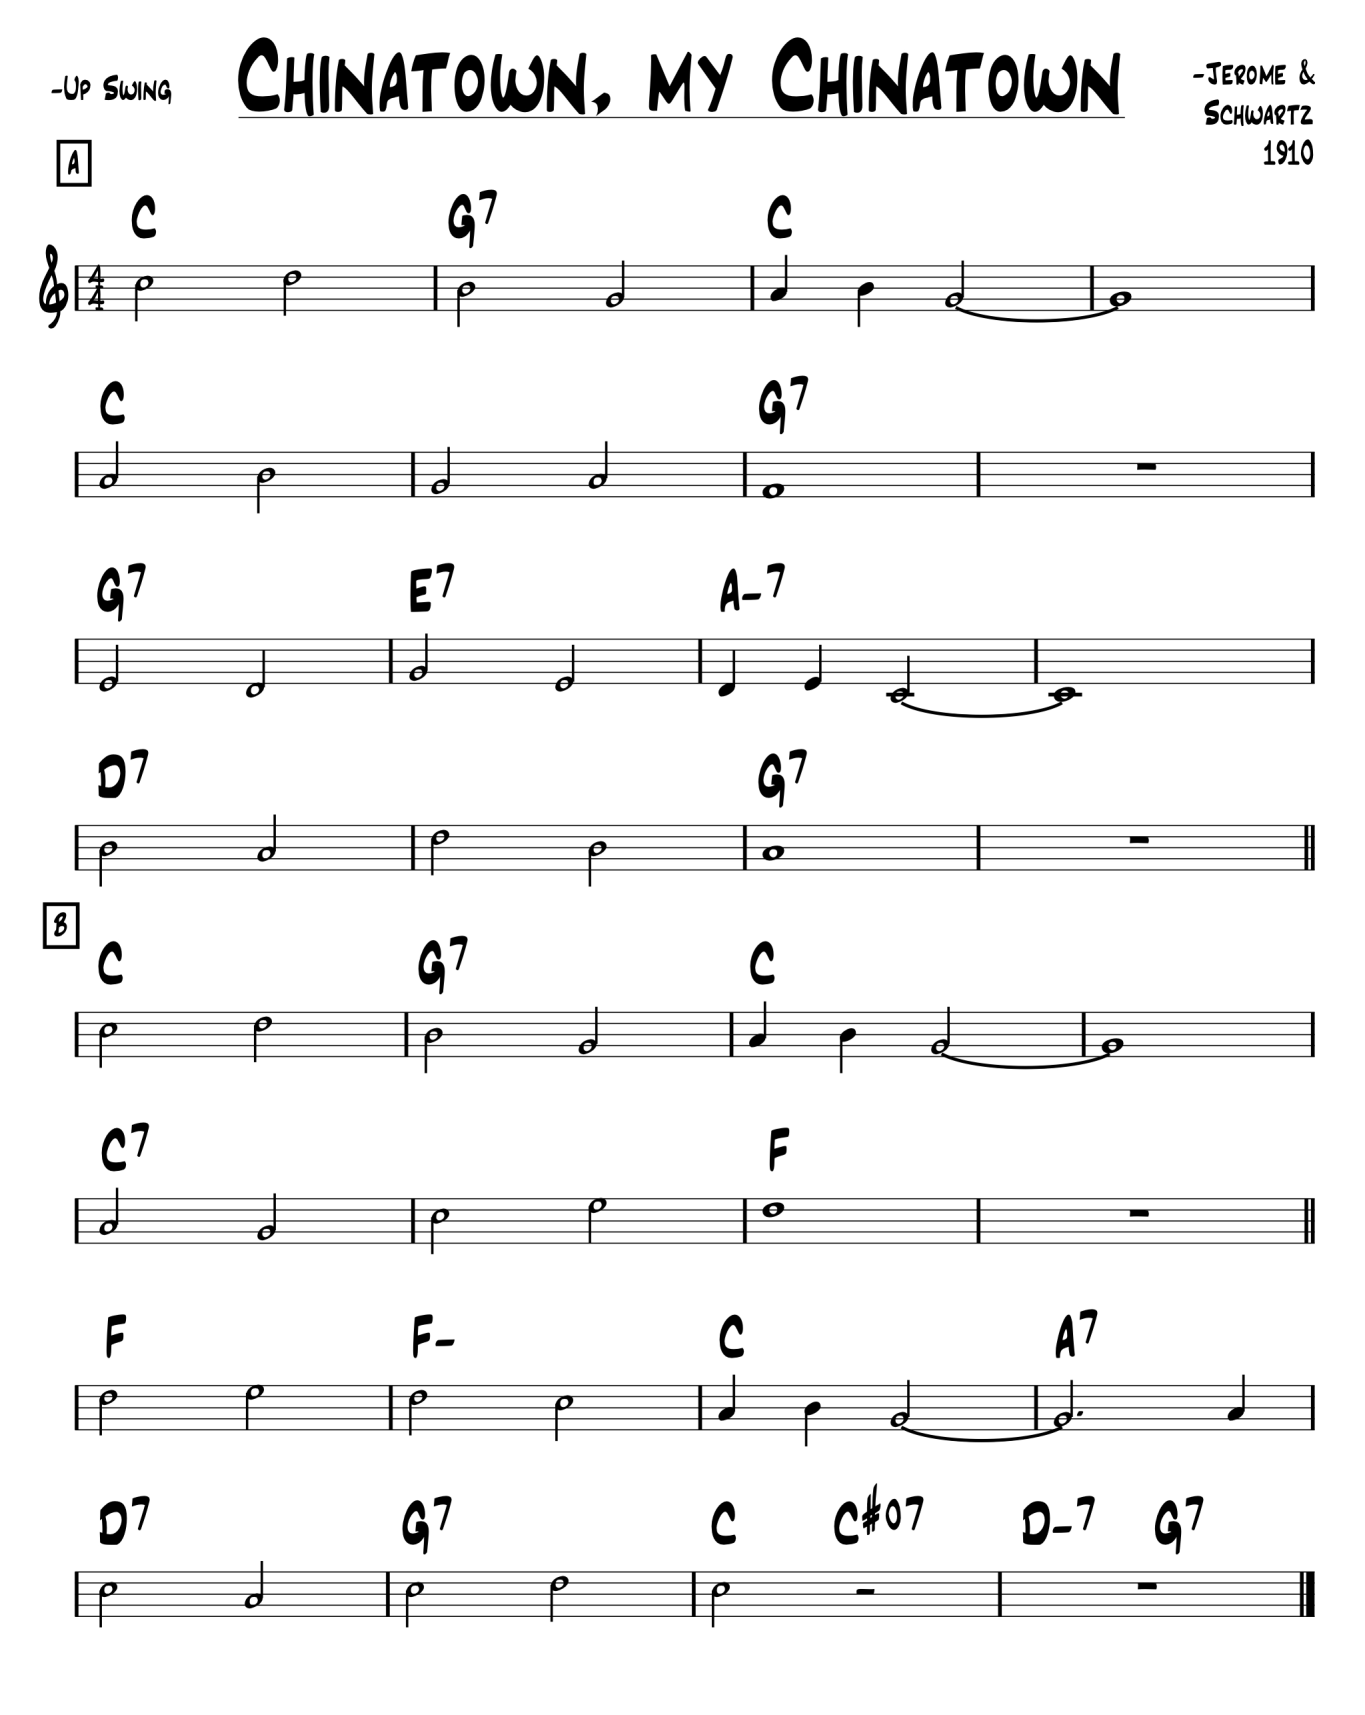 -Up Swing
Chinatown, my Chinatown
-Jerome &
Schwartz
1910
A
C G7 C
4
4
C G7
G7 E7 A-7
D7 G7
B
C G7 C
C7 F
F F- C A7
D7 G7 C C#o7 D-7 G7